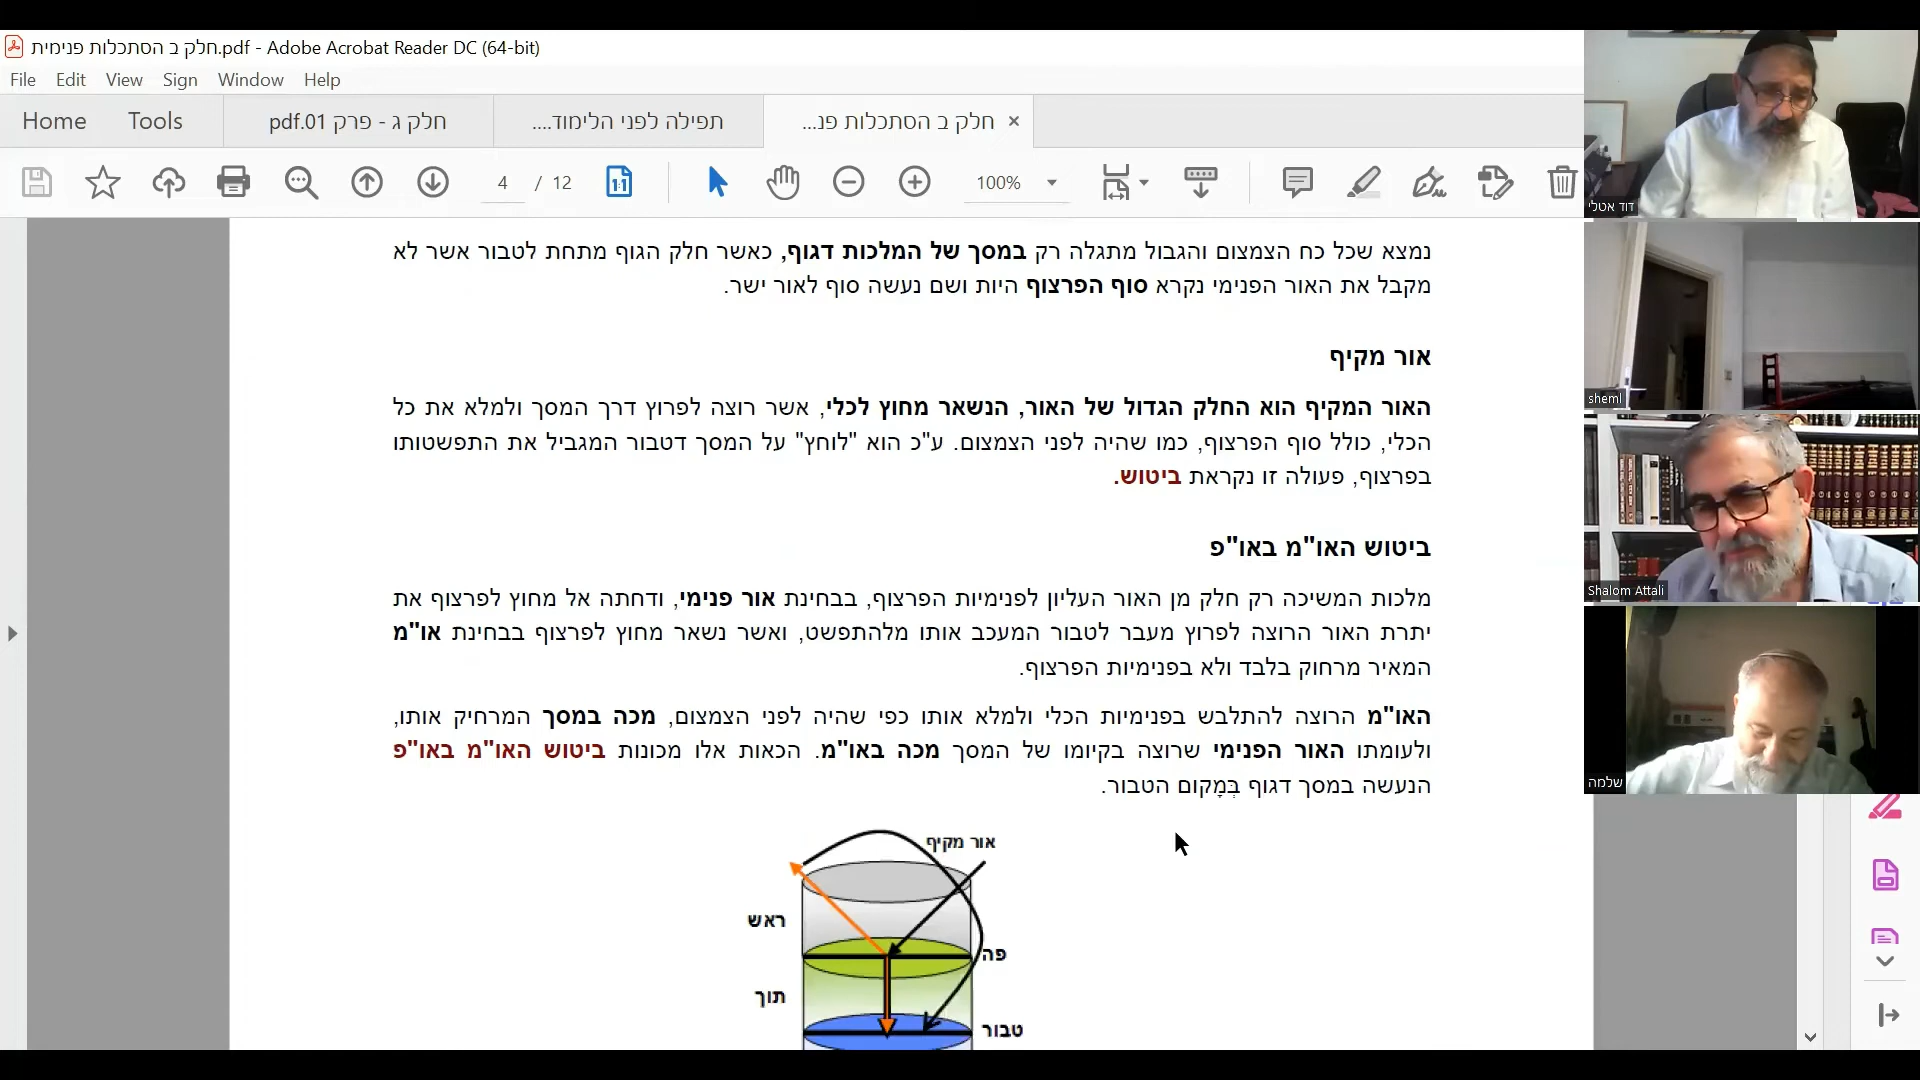 חלק ב הסתכלות פנימית.pdf - Adobe Acrobat Reader DC (64-bit)
File Edit View Sign Window Help
Home Tools חלק ג - פרק 01.pdf תפילה לפני הלימוד.... חלק ב הסתכלות פנ... ×
4 / 12 1:1 100%
נמצא שכל כח הצמצום והגבול מתגלה רק במסך של המלכות דגוף, כאשר חלק הגוף מתחת לטבור אשר לא
מקבל את האור הפנימי נקרא סוף הפרצוף היות ושם נעשה סוף לאור ישר.
אור מקיף
האור המקיף הוא החלק הגדול של האור, הנשאר מחוץ לכלי, אשר רוצה לפרוץ דרך המסך ולמלא את כל
הכלי, כולל סוף הפרצוף, כמו שהיה לפני הצמצום. ע"כ הוא "לוחץ" על המסך דטבור המגביל את התפשטותו
בפרצוף, פעולה זו נקראת ביטוש.
ביטוש האו"מ באו"פ
מלכות המשיכה רק חלק מן האור העליון לפנימיות הפרצוף, בבחינת אור פנימי, ודחתה אל מחוץ לפרצוף את
יתרת האור הרוצה לפרוץ מעבר לטבור המעכב אותו מלהתפשט, ואשר נשאר מחוץ לפרצוף בבחינת או"מ
המאיר מרחוק בלבד ולא בפנימיות הפרצוף.
האו"מ הרוצה להתלבש בפנימיות הכלי ולמלא אותו כפי שהיה לפני הצמצום, מכה במסך המרחיק אותו,
ולעומתו האור הפנימי שרוצה בקיומו של המסך מכה באו"מ. הכאות אלו מכונות ביטוש האו"מ באו"פ
הנעשה במסך דגוף בְּמָקום הטבור.
אור מקיף
ראש
פה
תוך
טבור
דוד אטלי
sheml
Shalom Attali
שלמה